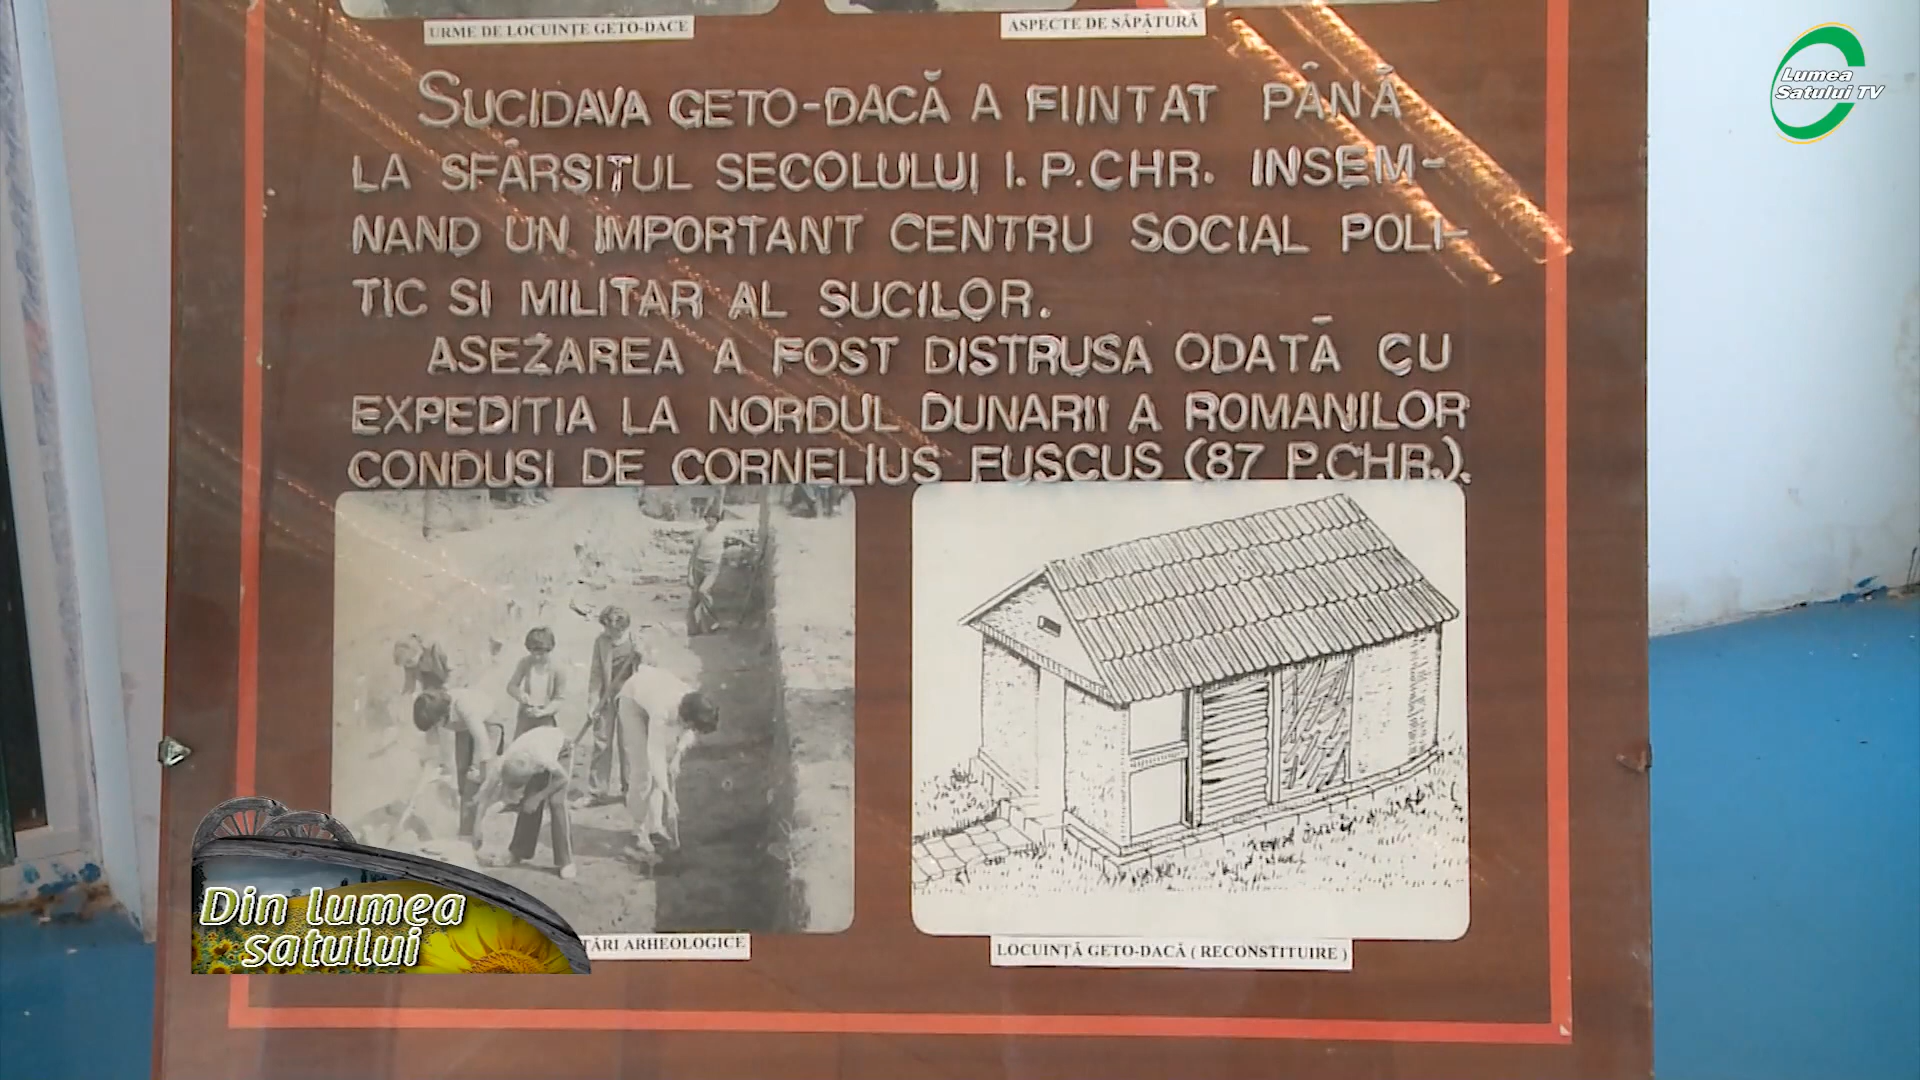 URME DE LOCUINȚE GETO-DACE
ASPECTE DE SĂPĂTURĂ
Lumea
Satului TV
SUCIDAVA GETO-DACĂ A FIINTAT PÂNĂ
LA SFÂRSITUL SECOLULUI I. P.CHR. INSEM-
NAND UN IMPORTANT CENTRU SOCIAL POLI-
TIC SI MILITAR AL SUCILOR.
ASEZAREA A FOST DISTRUSA ODATĀ CU
EXPEDITIA LA NORDUL DUNARII A ROMANILOR
CONDUSI DE CORNELIUS FUSCUS (87 P.CHR.).
TĂRI ARHEOLOGICE
LOCUINȚĂ GETO-DACĂ ( RECONSTITUIRE )
Din lumea
satului